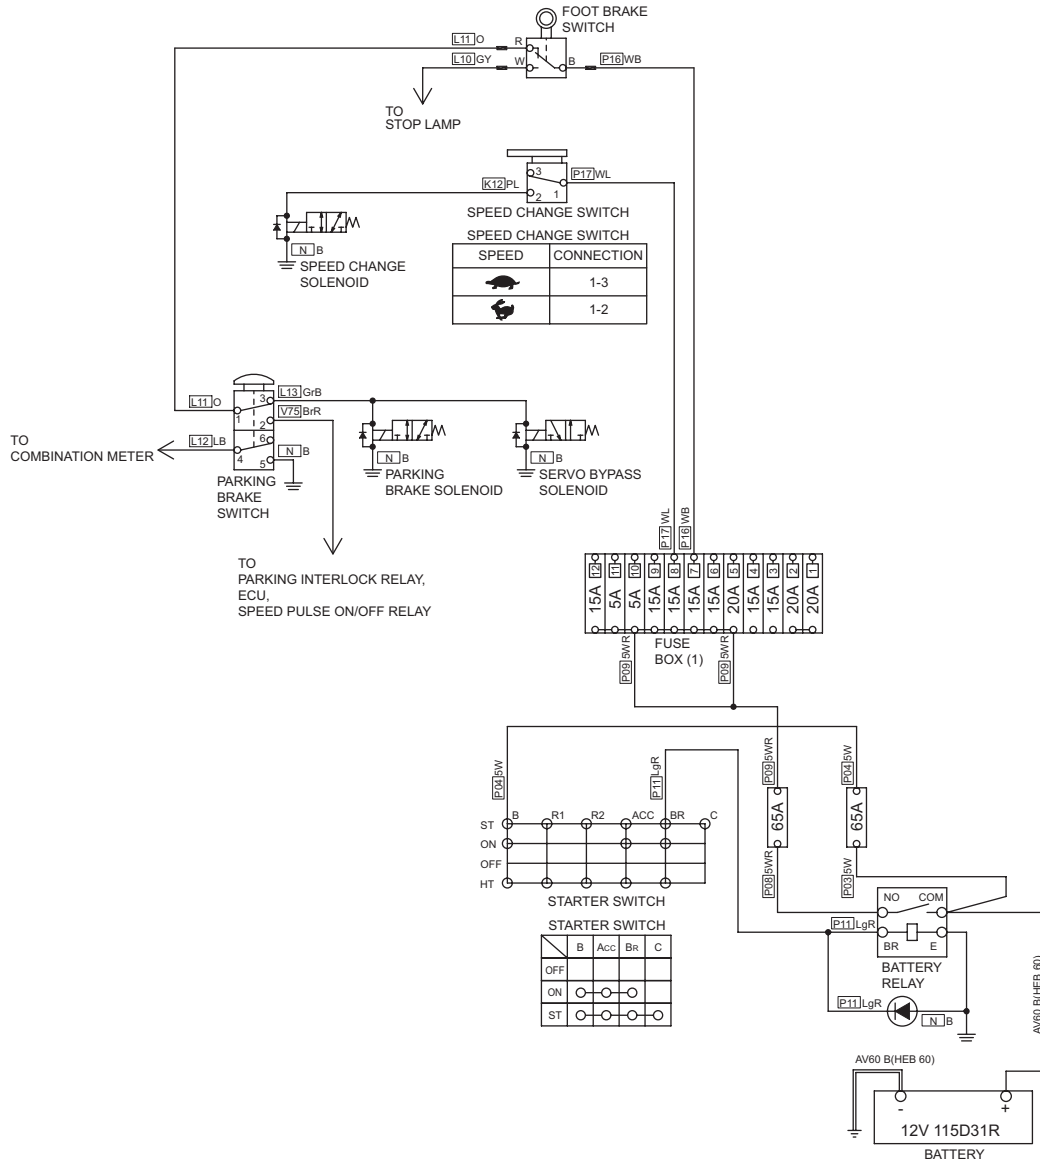 FOOT BRAKE
SWITCH
L11 O
R
L10 GY
W
B
P16 WB
TO
STOP LAMP
3
P17 WL
K12 PL
2
1
SPEED CHANGE SWITCH
N B
SPEED CHANGE
SOLENOID
SPEED CHANGE SWITCH
SPEED CONNECTION
1-3
1-2
L13 GrB
3
L11 O
1
V75 BrR
2
TO
COMBINATION METER
L12 LB
6
4
5
N B
PARKING
BRAKE
SWITCH
N B
PARKING
BRAKE SOLENOID
N B
SERVO BYPASS
SOLENOID
TO
PARKING INTERLOCK RELAY,
ECU,
SPEED PULSE ON/OFF RELAY
P17 WL
P16 WB
12 11 10 9 8 7 6 5 4 3 2 1
15A 5A 5A 15A 15A 15A 15A 20A 15A 15A 20A 20A
FUSE
BOX (1)
P09 5WR
P09 5WR
P04 5W
P11 LgR
P09 5WR
P04 5W
65A
65A
P08 5WR
P03 5W
B R1 R2 ACC BR C
ST
ON
OFF
HT
STARTER SWITCH
STARTER SWITCH
B ACC BR C
OFF
ON
ST
NO COM
P11 LgR
BR E
BATTERY
RELAY
P11 LgR
N B
AV60 B(HEB 60)
AV60 B(HEB 60)
- +
12V 115D31R
BATTERY